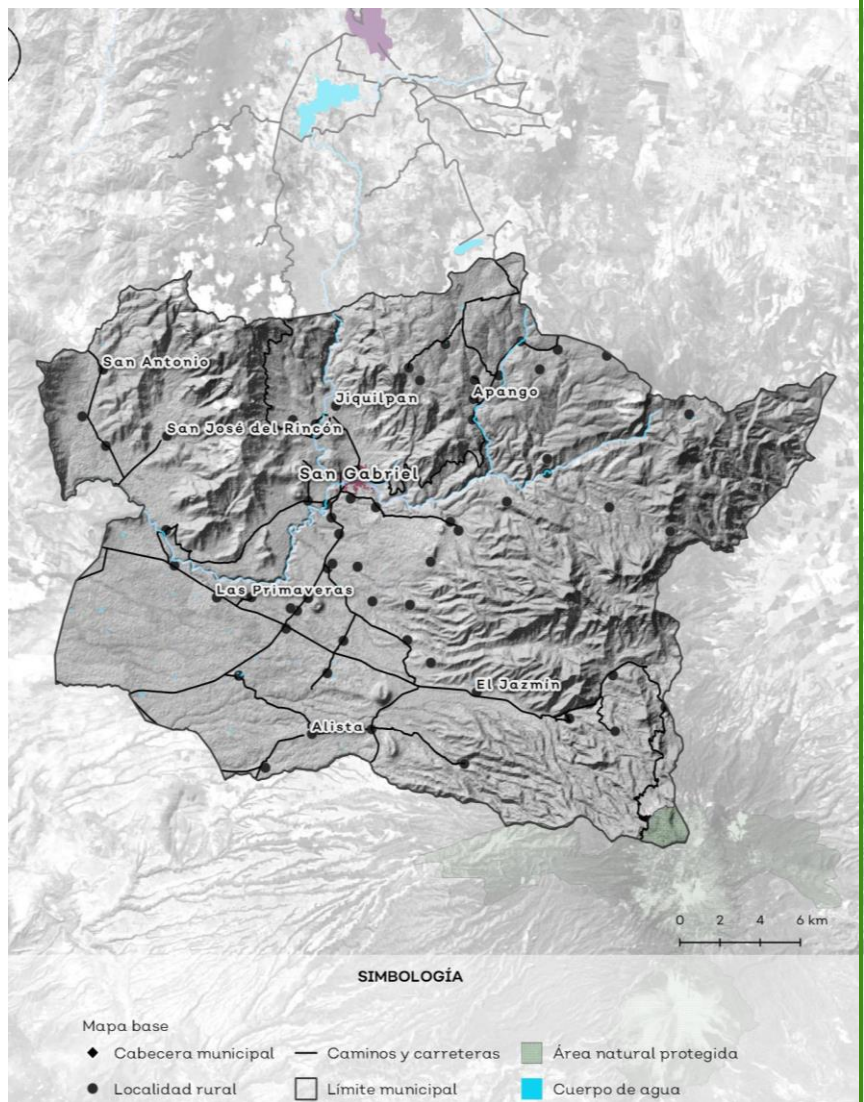 San Antonio
Jiquilpan
Apango
San José del Rincón
San Gabriel
Las Primaveras
El Jazmín
Alista
0 2 4 6 km
SIMBOLOGÍA
Mapa base
Cabecera municipal Caminos y carreteras Área natural protegida
Localidad rural Límite municipal Cuerpo de agua